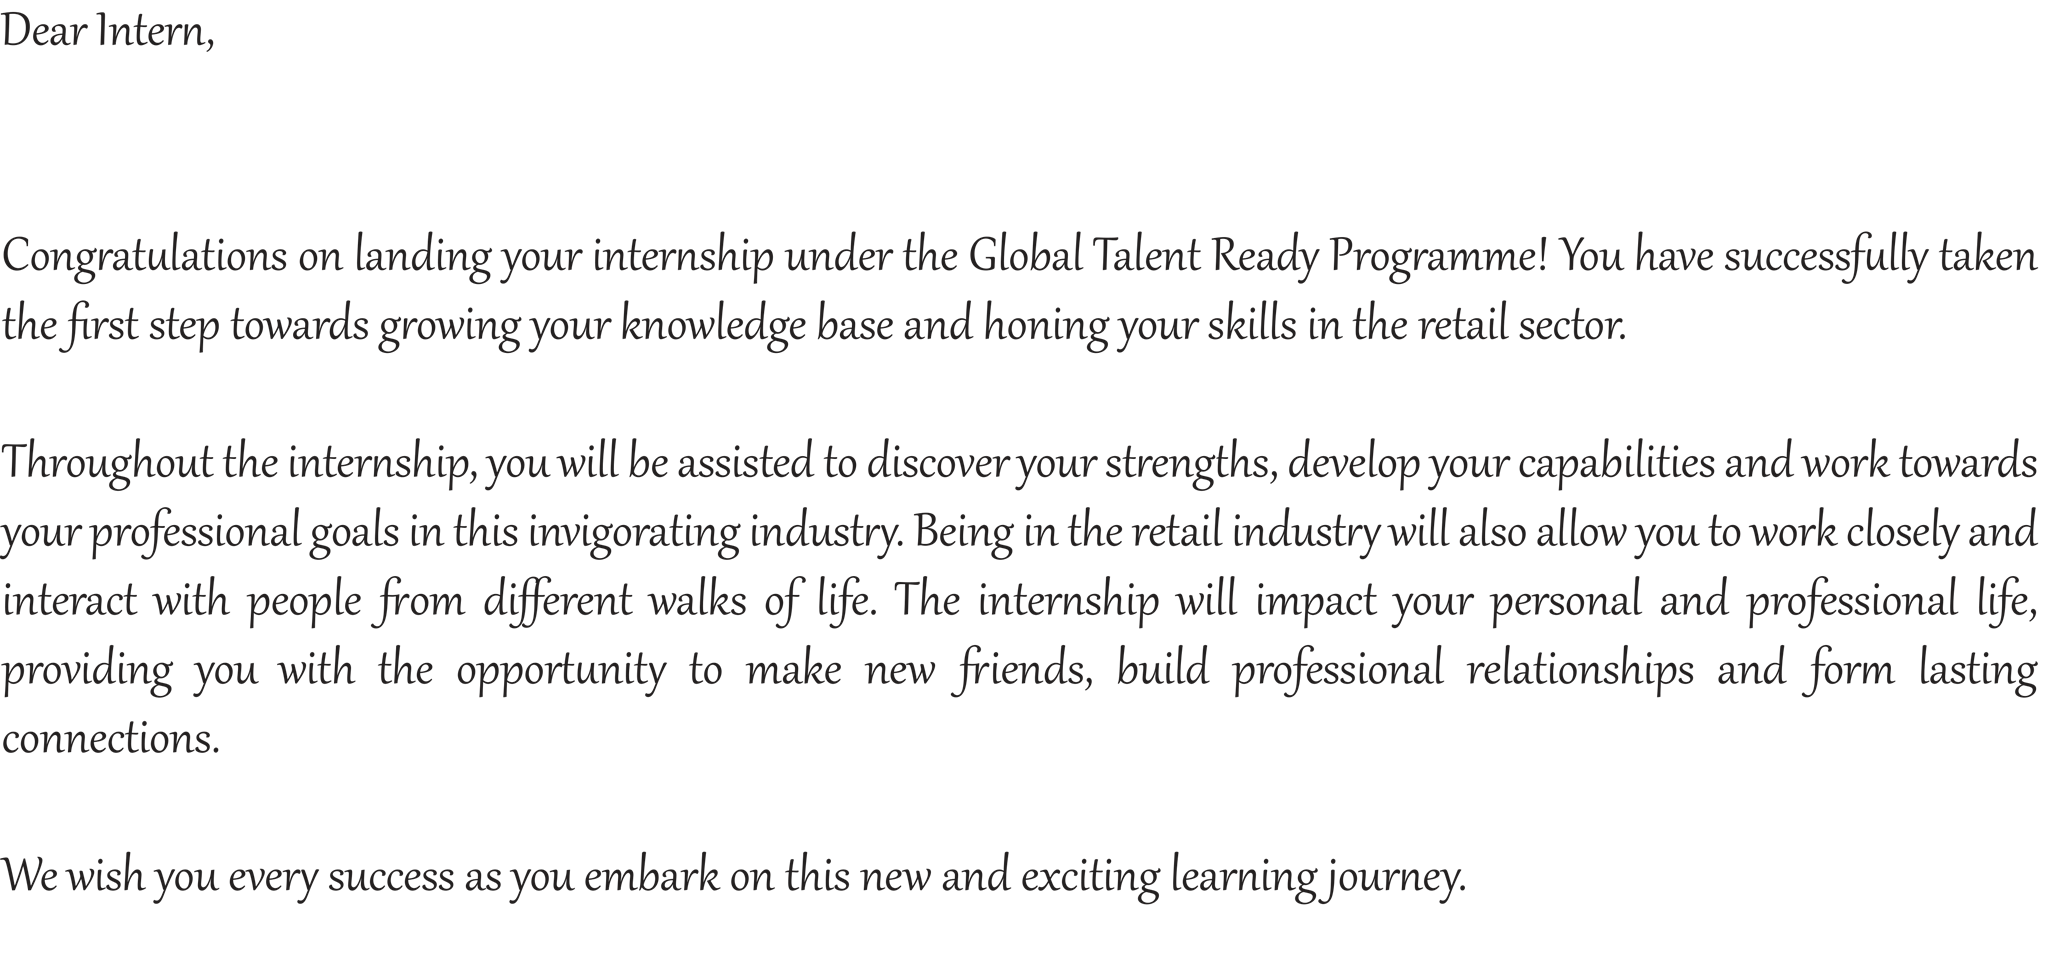 Dear Intern,
Congratulations on landing your internship under the Global Talent Ready Programme! You have successfully taken
the first step towards growing your knowledge base and honing your skills in the retail sector.
Throughout the internship, you will be assisted to discover your strengths, develop your capabilities and work towards
your professional goals in this invigorating industry. Being in the retail industry will also allow you to work closely and
interact with people from different walks of life. The internship will impact your personal and professional life,
providing you with the opportunity to make new friends, build professional relationships and form lasting
connections.
We wish you every success as you embark on this new and exciting learning journey.